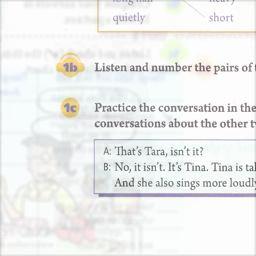 long hair heavy
quietly short
1b Listen and number the pairs of
1c Practice the conversation in the
conversations about the other
A: That's Tara, isn't it?
B: No, it isn't. It's Tina. Tina is
And she also sings more loudly